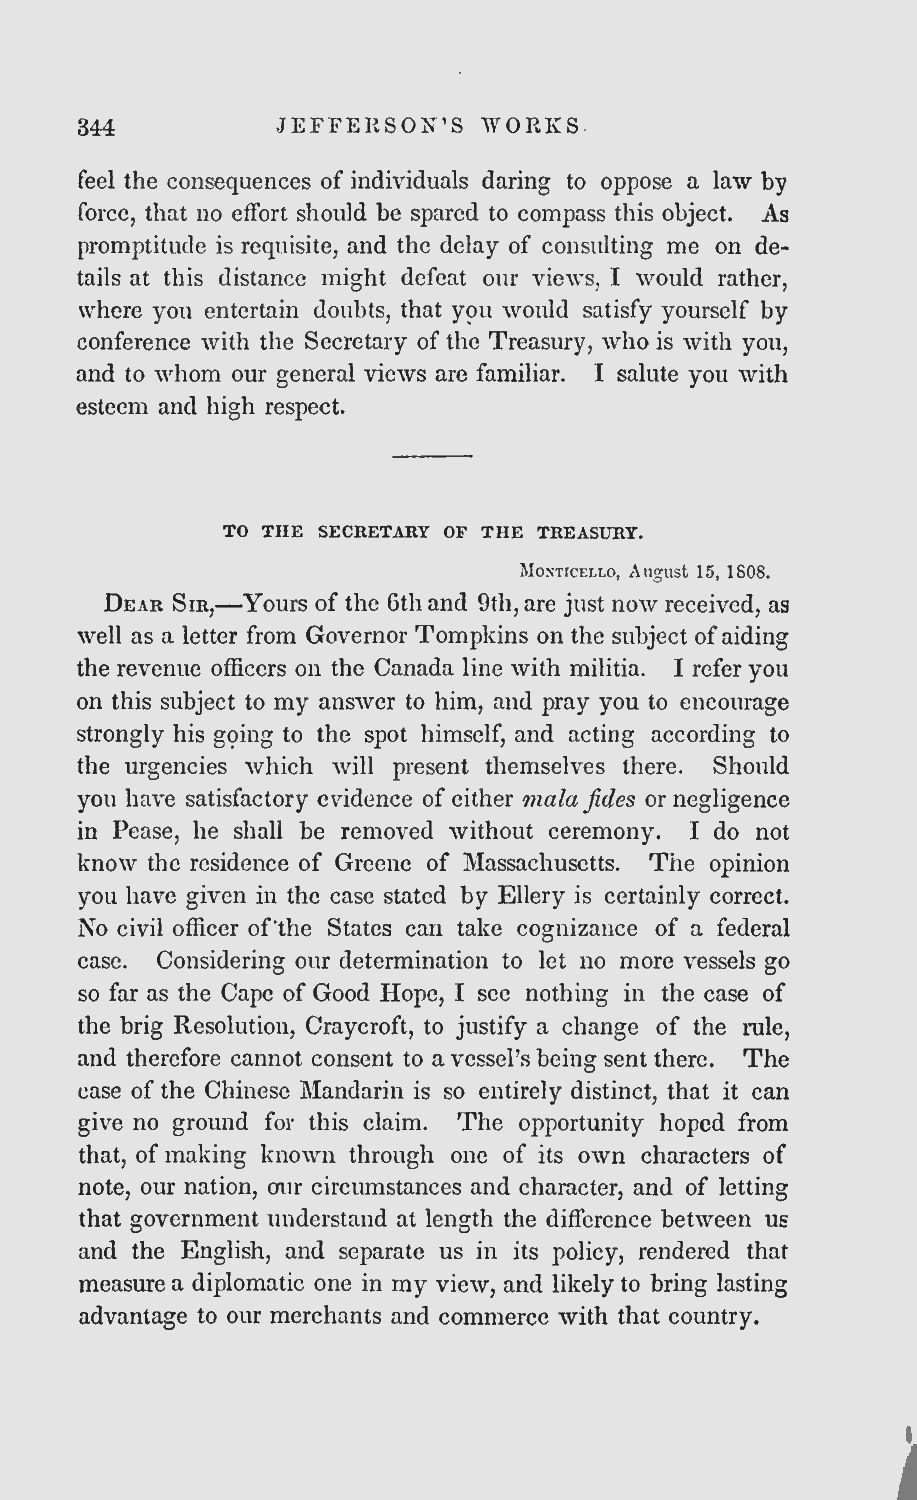 344 JEFFERSON'S WORKS.
feel the consequences of individuals daring to oppose a law by
force, that no effort should be spared to compass this object. As
promptitude is requisite, and the delay of consulting me on de-
tails at this distance might defeat our views, I would rather,
where you entertain doubts, that you would satisfy yourself by
conference with the Secretary of the Treasury, who is with you,
and to whom our general views are familiar. I salute you with
esteem and high respect.
TO THE SECRETARY OF THE TREASURY.
MONTICELLO, August 15, 1808.
DEAR SIR,—Yours of the 6th and 9th, are just now received, as
well as a letter from Governor Tompkins on the subject of aiding
the revenue officers on the Canada line with militia. I refer you
on this subject to my answer to him, and pray you to encourage
strongly his going to the spot himself, and acting according to
the urgencies which will present themselves there. Should
you have satisfactory evidence of either mala fides or negligence
in Pease, he shall be removed without ceremony. I do not
know the residence of Greene of Massachusetts. The opinion
you have given in the case stated by Ellery is certainly correct.
No civil officer of the States can take cognizance of a federal
case. Considering our determination to let no more vessels go
so far as the Cape of Good Hope, I see nothing in the case of
the brig Resolution, Craycroft, to justify a change of the rule,
and therefore cannot consent to a vessel's being sent there. The
case of the Chinese Mandarin is so entirely distinct, that it can
give no ground for this claim. The opportunity hoped from
that, of making known through one of its own characters of
note, our nation, our circumstances and character, and of letting
that government understand at length the difference between us
and the English, and separate us in its policy, rendered that
measure a diplomatic one in my view, and likely to bring lasting
advantage to our merchants and commerce with that country.